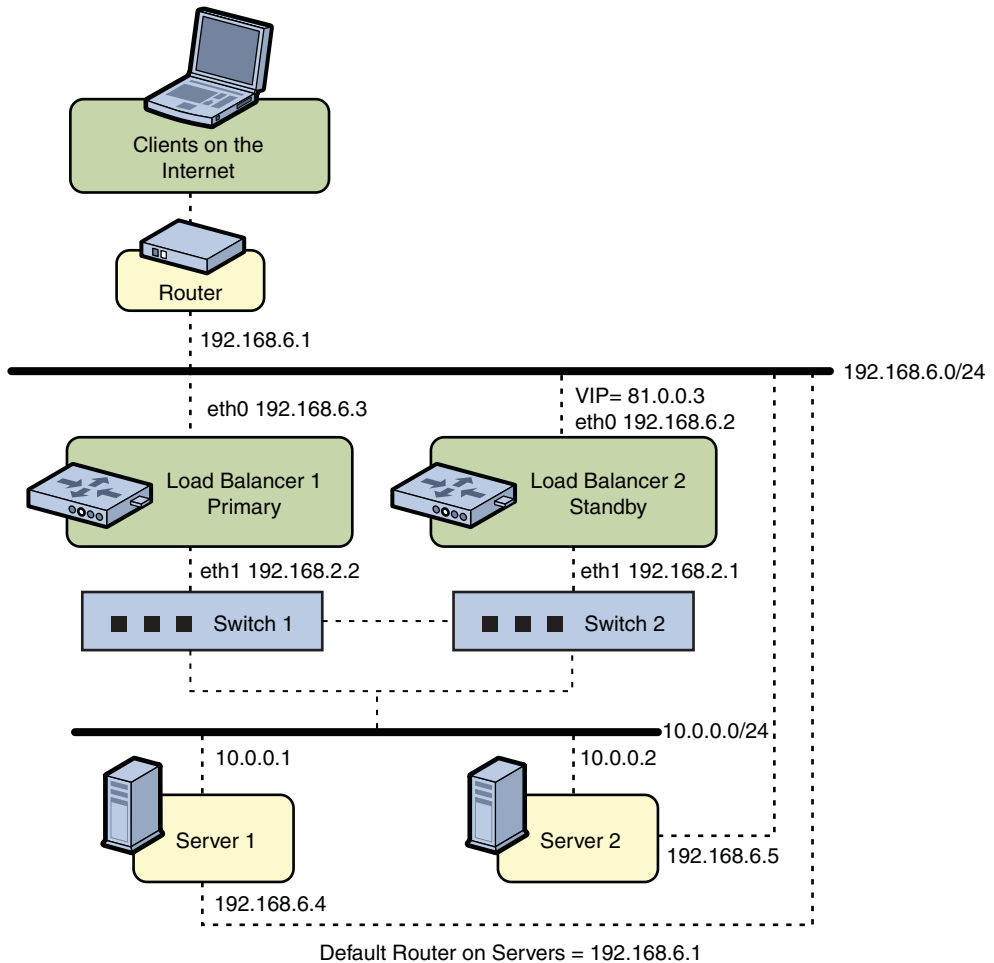 Clients on the
Internet
Router
192.168.6.1
192.168.6.0/24
eth0 192.168.6.3
VIP= 81.0.0.3
eth0 192.168.6.2
Load Balancer 1
Primary
Load Balancer 2
Standby
eth1 192.168.2.2
eth1 192.168.2.1
Switch 1
Switch 2
10.0.0.0/24
10.0.0.1
10.0.0.2
Server 1
Server 2
192.168.6.5
192.168.6.4
Default Router on Servers = 192.168.6.1